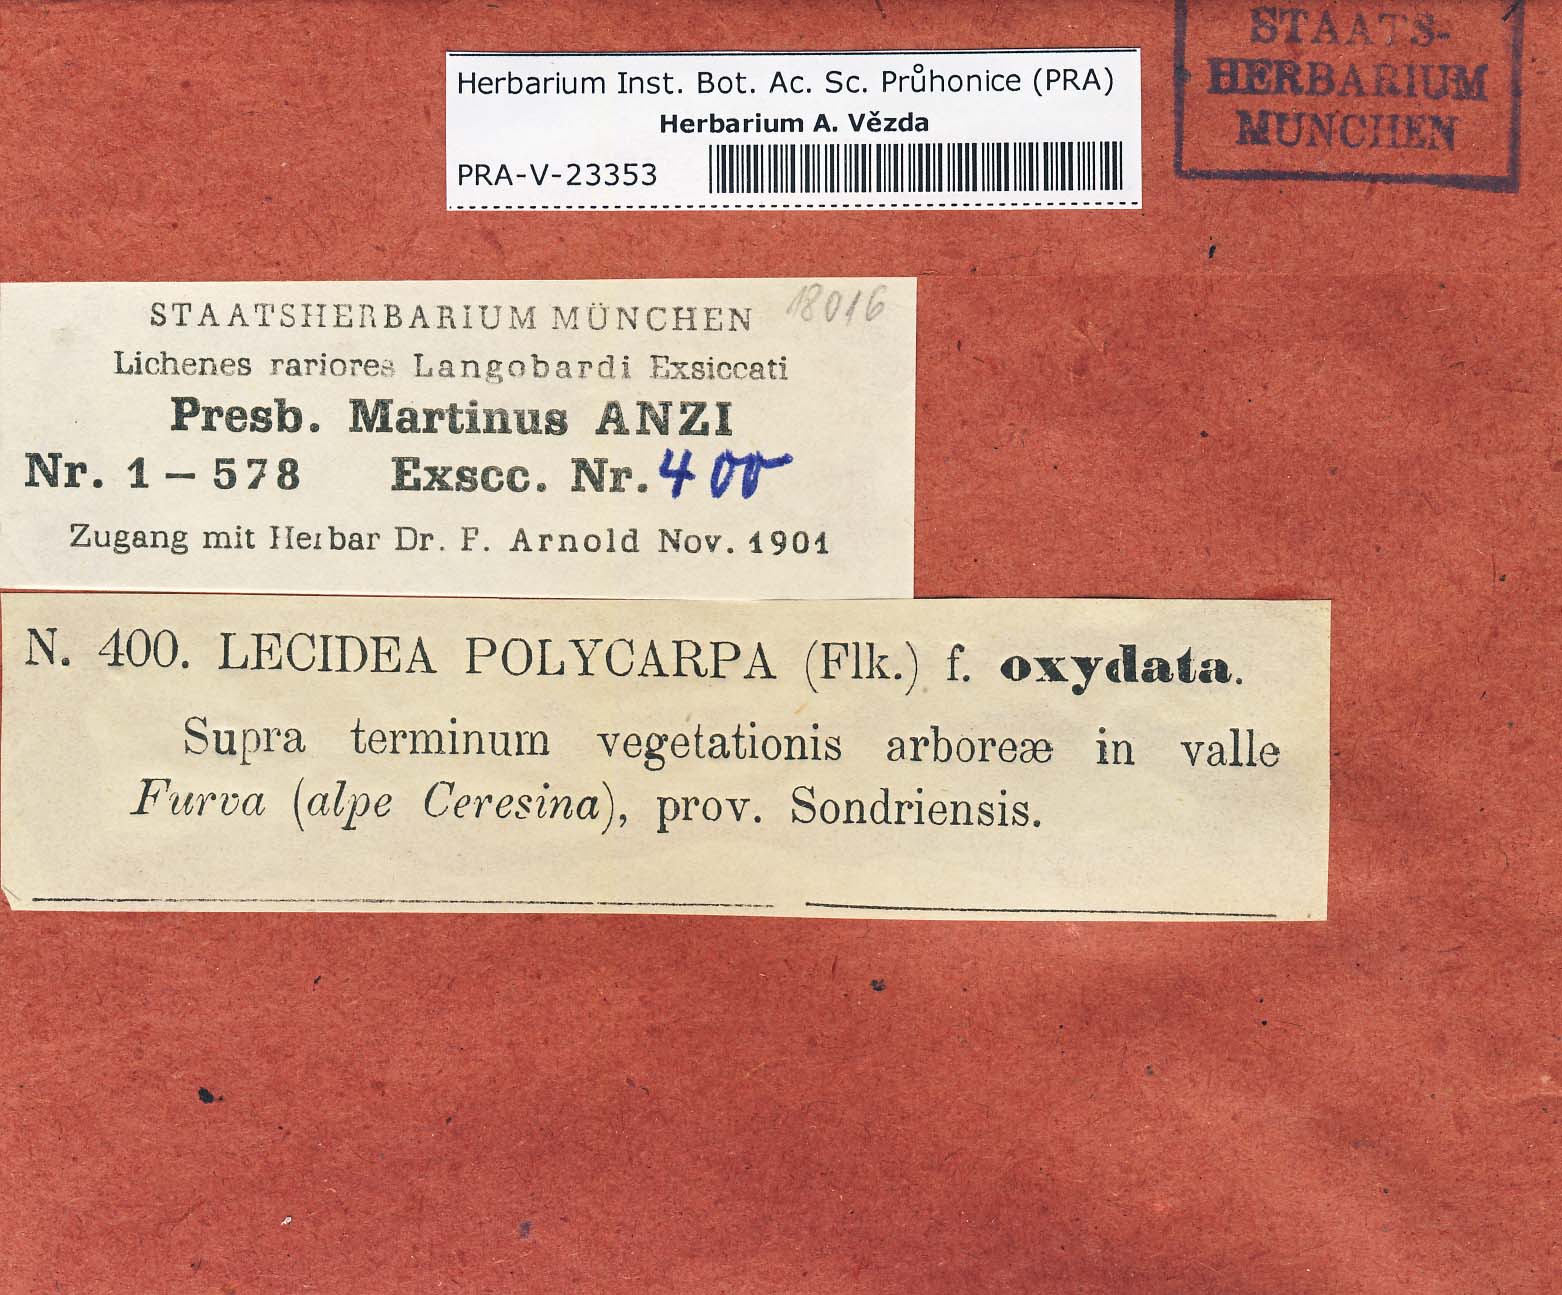 STAATS-
HERBARIUM
MÜNCHEN
Herbarium Inst. Bot. Ac. Sc. Průhonice (PRA)
Herbarium A. Vězda
PRA-V-23353
18016
STAATSHERBARIUM MÜNCHEN
Lichenes rariores Langobardi Exsiccati
Presb. Martinus ANZI
Nr. 1 – 578 Exscc. Nr. 400
Zugang mit Herbar Dr. F. Arnold Nov. 1901
N. 400. LECIDEA POLYCARPA (Flk.) f. oxydata.
Supra terminum vegetationis arboreæ in valle
Furva (alpe Ceresina), prov. Sondriensis.